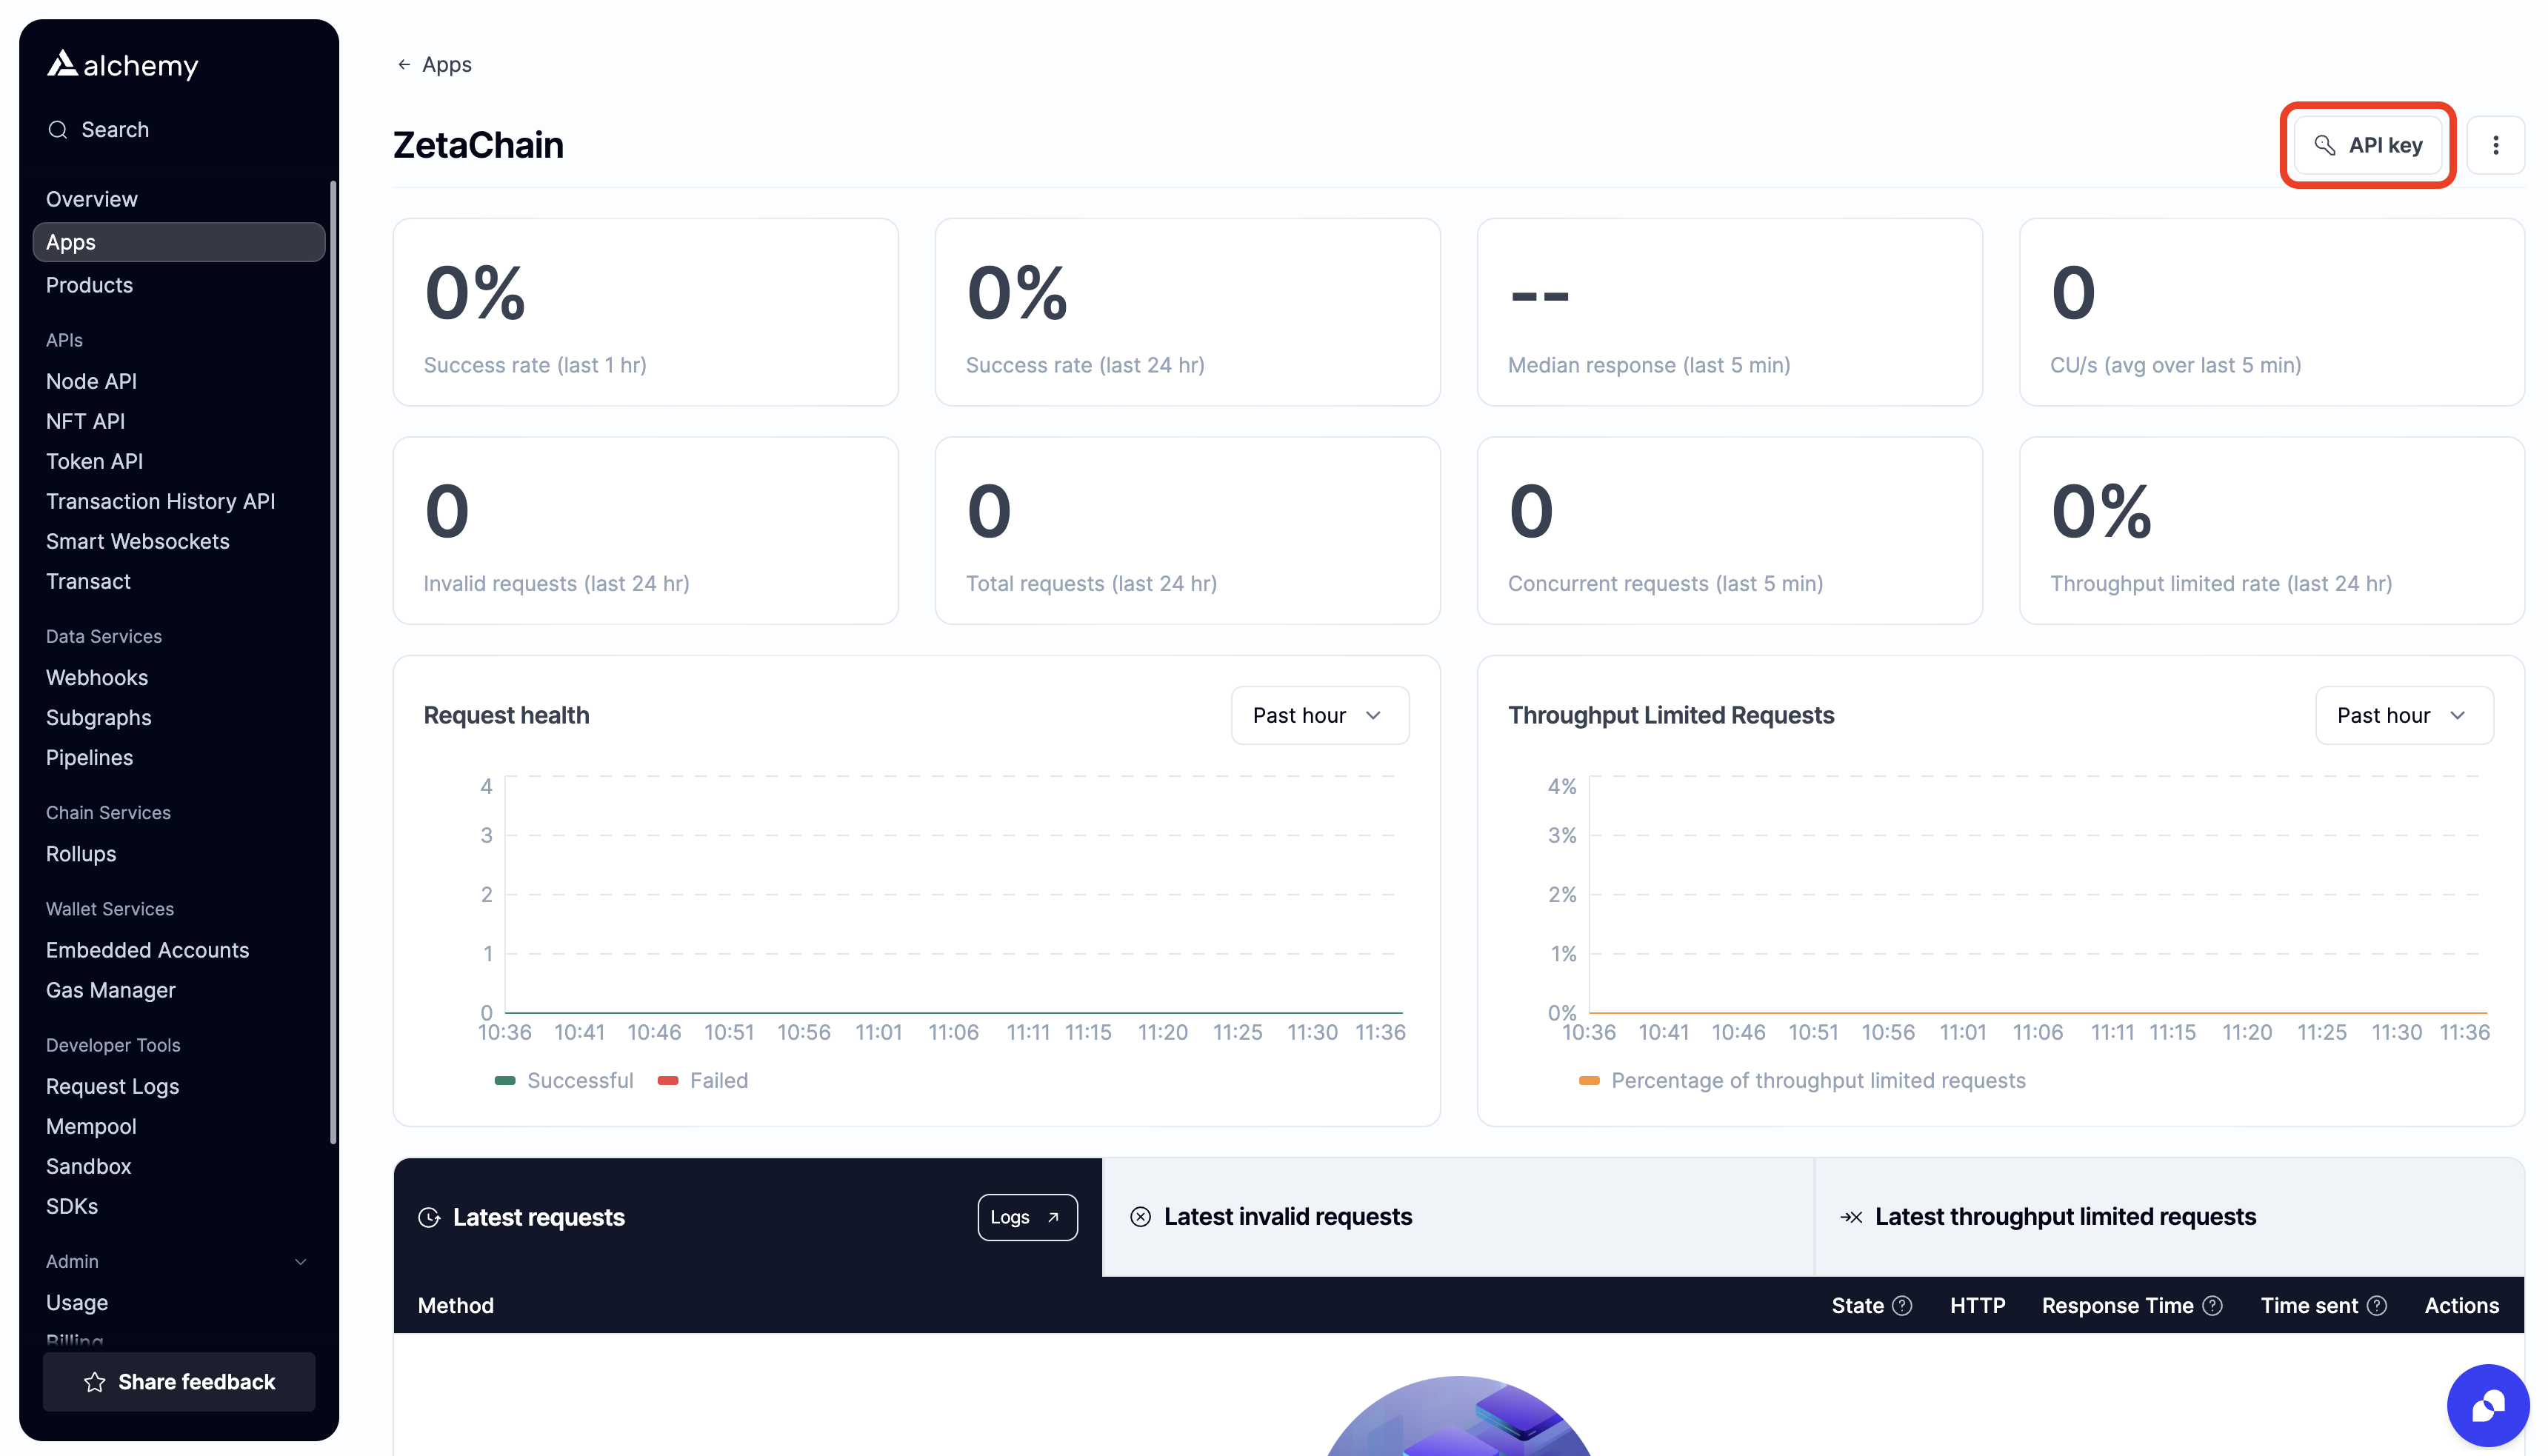 alchemy
Search
Overview
Apps
Products
APIs
Node API
NFT API
Token API
Transaction History API
Smart Websockets
Transact
Data Services
Webhooks
Subgraphs
Pipelines
Chain Services
Rollups
Wallet Services
Embedded Accounts
Gas Manager
Developer Tools
Request Logs
Mempool
Sandbox
SDKs
Admin
Usage
Billing
Share feedback
← Apps
ZetaChain
API key
0%
Success rate (last 1 hr)
0%
Success rate (last 24 hr)
--
Median response (last 5 min)
0
CU/s (avg over last 5 min)
0
Invalid requests (last 24 hr)
0
Total requests (last 24 hr)
0
Concurrent requests (last 5 min)
0%
Throughput limited rate (last 24 hr)
Request health
Past hour
4
3
2
1
0
10:36 10:41 10:46 10:51 10:56 11:01 11:06 11:11 11:15 11:20 11:25 11:30 11:36
Successful Failed
Throughput Limited Requests
Past hour
4%
3%
2%
1%
0%
10:36 10:41 10:46 10:51 10:56 11:01 11:06 11:11 11:15 11:20 11:25 11:30 11:36
Percentage of throughput limited requests
Latest requests
Logs
Latest invalid requests
Latest throughput limited requests
Method State HTTP Response Time Time sent Actions